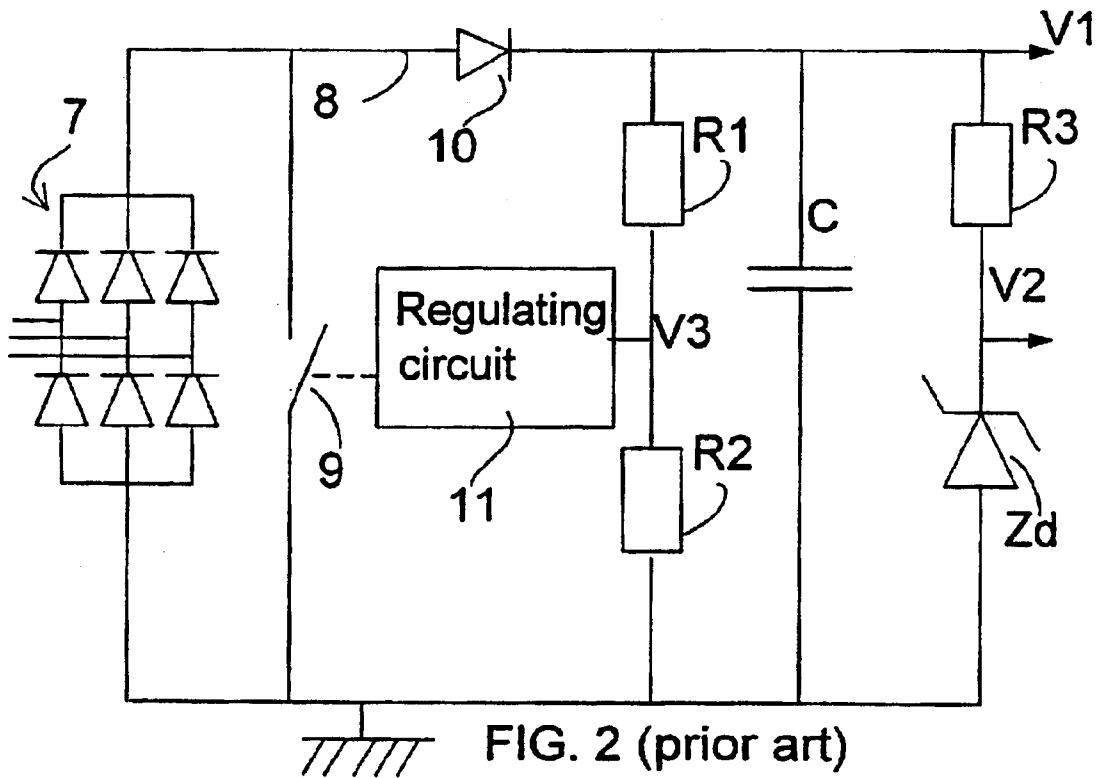 V1
8
7
10
R1
R3
C
V2
Regulating
circuit
V3
9
11
R2
Zd
FIG. 2 (prior art)